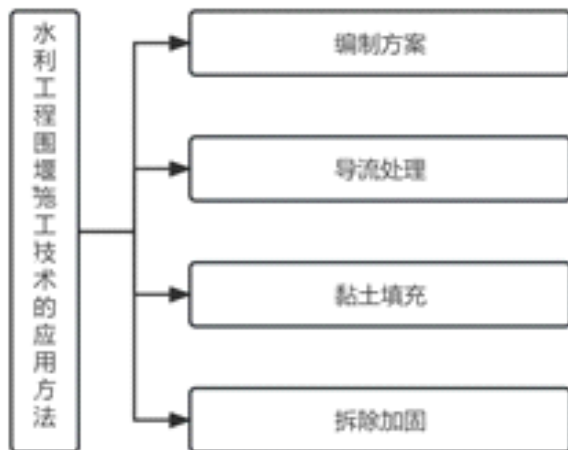 水利工程围堰施工技术的应用方法
编制方案
导流处理
黏土填充
拆除加固